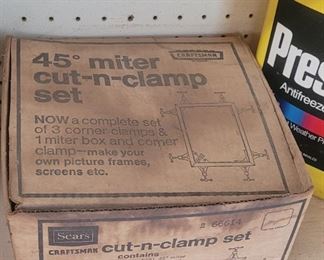 45° miter
cut-n-clamp
set
CRAFTSMAN
NOW a complete set
of 3 corner clamps &
1 miter box and corner
clamp—make your
own picture frames,
screens etc.
Sears
CRAFTSMAN
cut-n-clamp set
contains
66614
Pres
Antifreeze
Weather